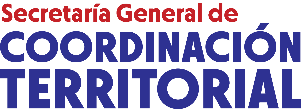 Secretaría General de
COORDINACIÓN
TERRITORIAL